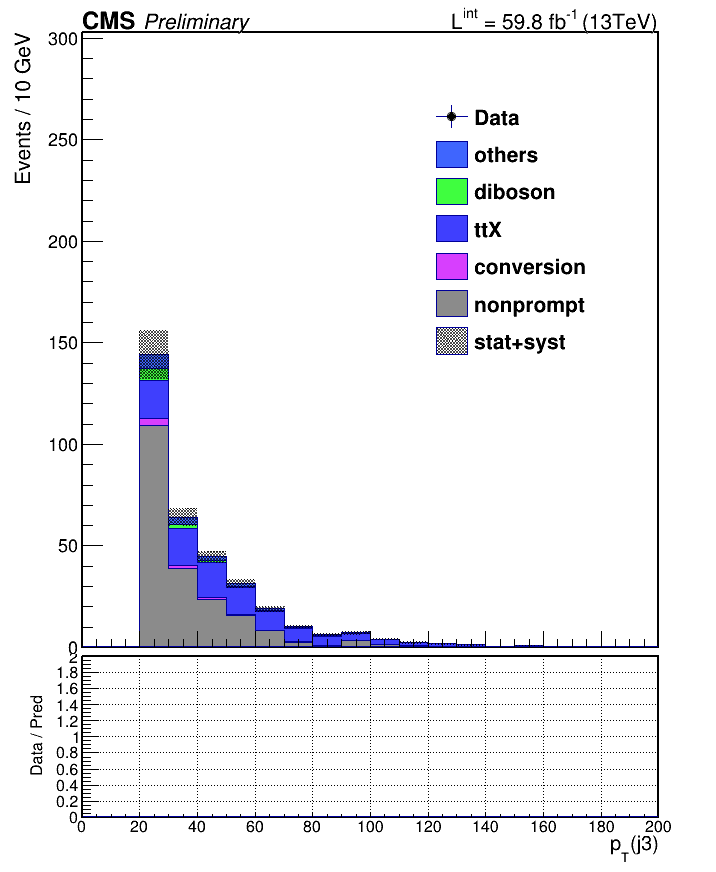 CMS Preliminary L^int = 59.8 fb^-1 (13TeV)
Events / 10 GeV
300
250
200
150
100
50
0
Data
others
diboson
ttX
conversion
nonprompt
stat+syst
Data / Pred
2
1.8
1.6
1.4
1.2
1
0.8
0.6
0.4
0.2
0
0 20 40 60 80 100 120 140 160 180 200
p_T(j3)